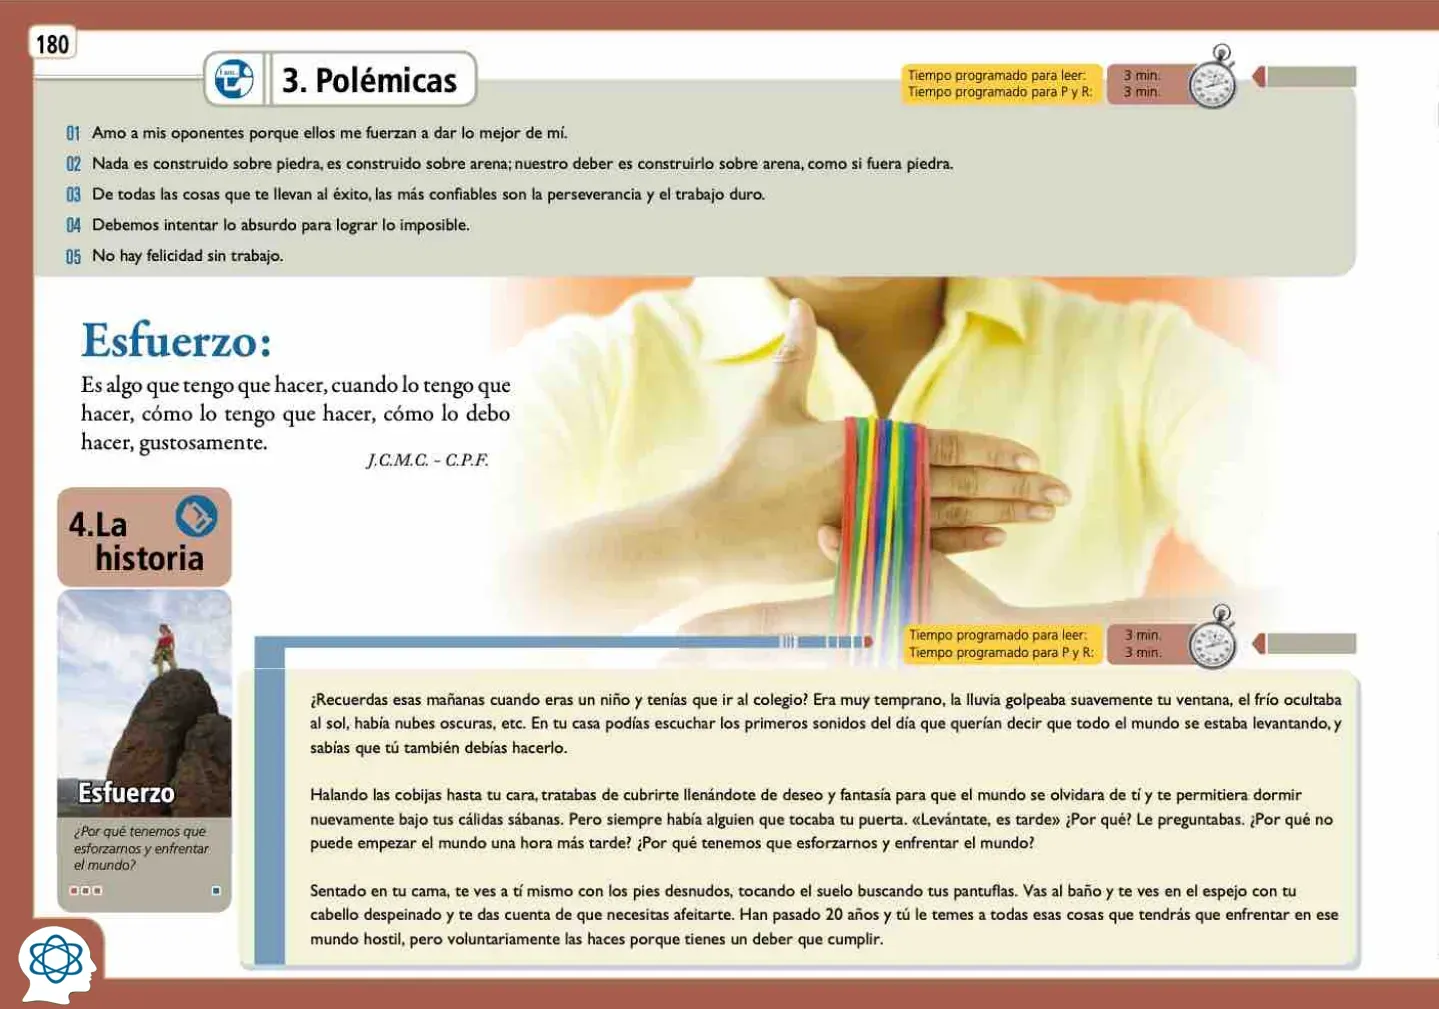 180
3. Polémicas
Tiempo programado para leer: 3 min.
Tiempo programado para P y R: 3 min.
01 Amo a mis oponentes porque ellos me fuerzan a dar lo mejor de mí.
02 Nada es construido sobre piedra, es construido sobre arena; nuestro deber es construirlo sobre arena, como si fuera piedra.
03 De todas las cosas que te llevan al éxito, las más confiables son la perseverancia y el trabajo duro.
04 Debemos intentar lo absurdo para lograr lo imposible.
05 No hay felicidad sin trabajo.
Esfuerzo:
Es algo que tengo que hacer, cuando lo tengo que
hacer, cómo lo tengo que hacer, cómo lo debo
hacer, gustosamente.
J.C.M.C. - C.P.F.
4. La
historia
Esfuerzo
¿Por qué tenemos que
esforzarnos y enfrentar
el mundo?
Tiempo programado para leer: 3 min.
Tiempo programado para P y R: 3 min.
¿Recuerdas esas mañanas cuando eras un niño y tenías que ir al colegio? Era muy temprano, la lluvia golpeaba suavemente tu ventana, el frío ocultaba
al sol, había nubes oscuras, etc. En tu casa podías escuchar los primeros sonidos del día que querían decir que todo el mundo se estaba levantando, y
sabías que tú también debías hacerlo.
Halando las cobijas hasta tu cara, tratabas de cubrirte llenándote de deseo y fantasía para que el mundo se olvidara de tí y te permitiera dormir
nuevamente bajo tus cálidas sábanas. Pero siempre había alguien que tocaba tu puerta. «Levántate, es tarde» ¿Por qué? Le preguntabas. ¿Por qué no
puede empezar el mundo una hora más tarde? ¿Por qué tenemos que esforzarnos y enfrentar el mundo?
Sentado en tu cama, te ves a tí mismo con los pies desnudos, tocando el suelo buscando tus pantuflas. Vas al baño y te ves en el espejo con tu
cabello despeinado y te das cuenta de que necesitas afeitarte. Han pasado 20 años y tú le temes a todas esas cosas que tendrás que enfrentar en ese
mundo hostil, pero voluntariamente las haces porque tienes un deber que cumplir.